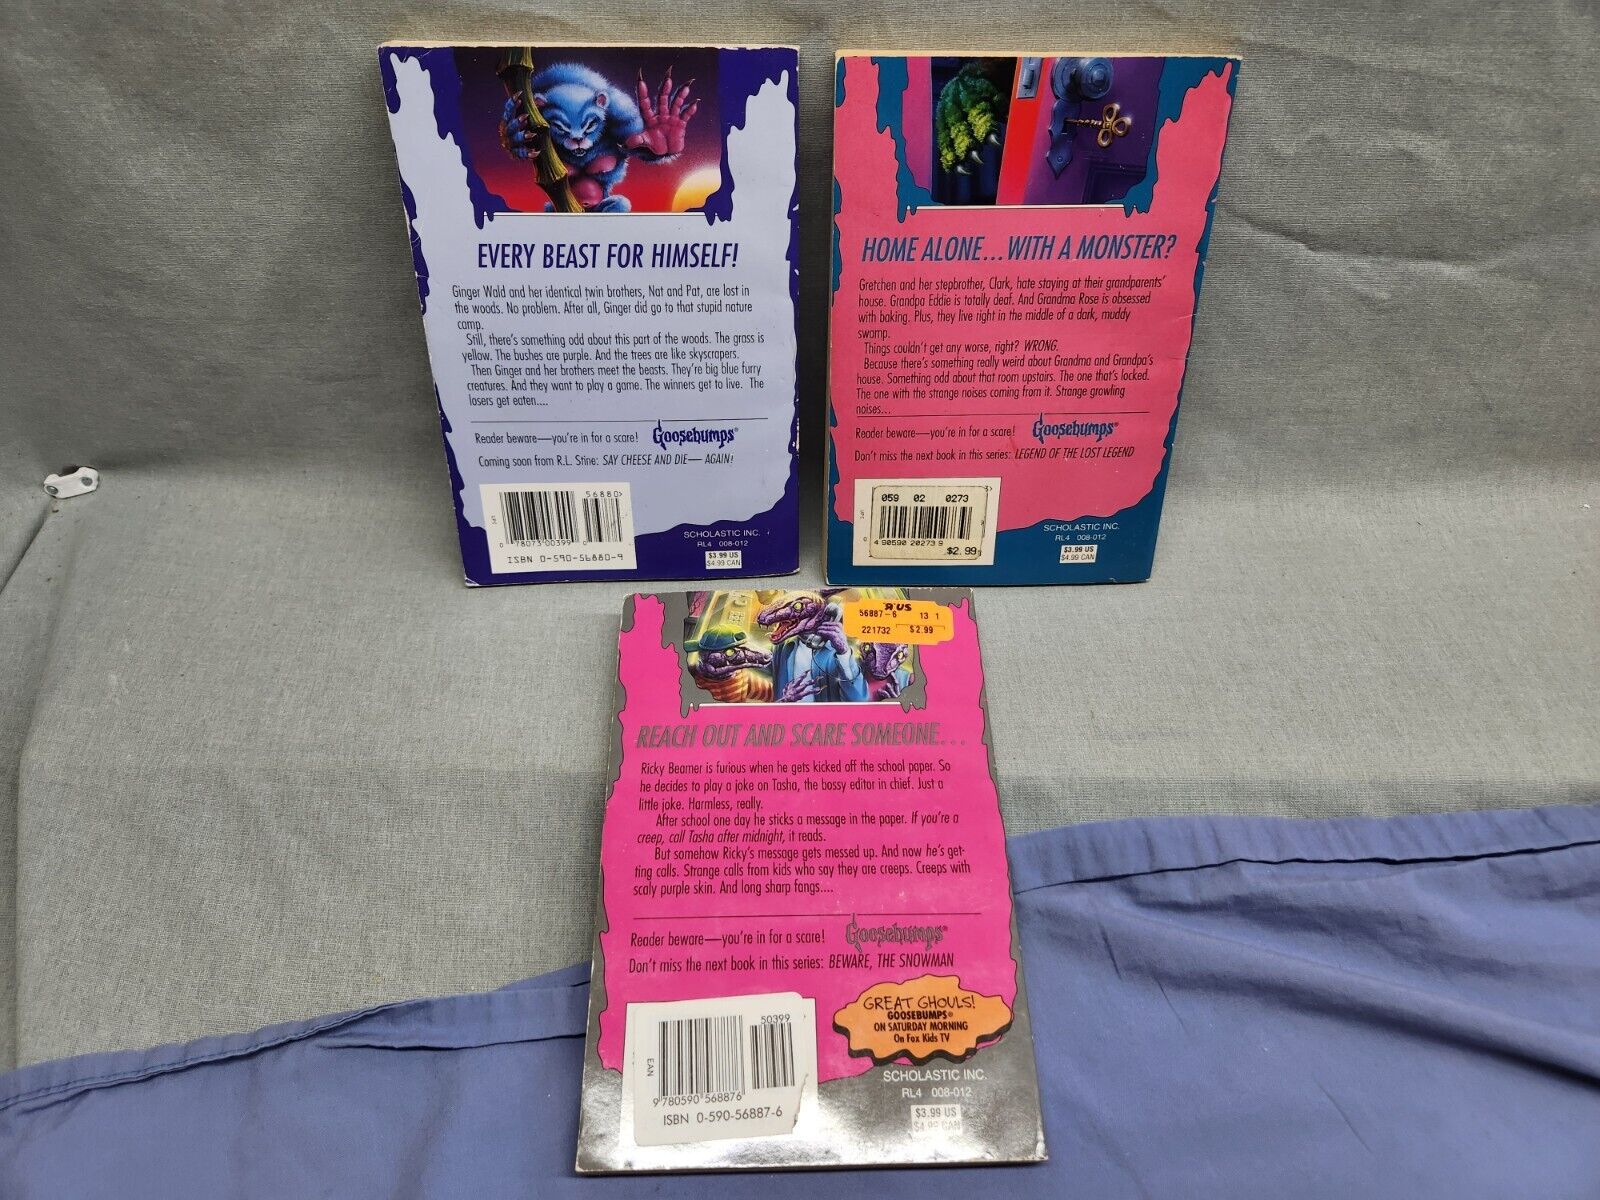 EVERY BEAST FOR HIMSELF!
Ginger Wald and her identical twin brothers, Nat and Pat, are lost in
the woods. No problem. After all, Ginger did go to that stupid nature
camp.
Still, there's something odd about this part of the woods. The grass is
yellow. The bushes are purple. And the trees are like skyscrapers.
Then Ginger and her brothers meet the beasts. They're big blue furry
creatures. And they want to play a game. The winners get to live. The
losers get eaten....
Reader beware—you're in for a scare! Goosebumps®
Coming soon from R.L. Stine: SAY CHEESE AND DIE— AGAIN!
56880>
0 78073 00399 0
ISBN 0-590-56880-9
SCHOLASTIC INC.
RL4 008-012
$3.99 US
$4.99 CAN
HOME ALONE...WITH A MONSTER?
Gretchen and her stepbrother, Clark, hate staying at their grandparents'
house. Grandpa Eddie is totally deaf. And Grandma Rose is obsessed
with baking. Plus, they live right in the middle of a dark, muddy
swamp.
Things couldn't get any worse, right? WRONG.
Because there's something really weird about Grandma and Grandpa's
house. Something odd about that room upstairs. The one that's locked.
The one with the strange noises coming from it. Strange growling
noises...
Reader beware—you're in for a scare! Goosebumps®
Don't miss the next book in this series: LEGEND OF THE LOST LEGEND
059 02 0273
4 90590 20273 9
$2.99
SCHOLASTIC INC.
RL4 008-012
$3.99 US
$4.99 CAN
"R"US
56887-6 13 1
221732 $2.99
REACH OUT AND SCARE SOMEONE...
Ricky Beamer is furious when he gets kicked off the school paper. So
he decides to play a joke on Tasha, the bossy editor in chief. Just a
little joke. Harmless, really.
After school one day he sticks a message in the paper. If you're a
creep, call Tasha after midnight, it reads.
But somehow Ricky's message gets messed up. And now he's get-
ting calls. Strange calls from kids who say they are creeps. Creeps with
scaly purple skin. And long sharp fangs....
Reader beware—you're in for a scare! Goosebumps®
Don't miss the next book in this series: BEWARE, THE SNOWMAN
GREAT GHOULS!
GOOSEBUMPS®
ON SATURDAY MORNING
On Fox Kids TV
50399
EAN
9 780590 568876
ISBN 0-590-56887-6
SCHOLASTIC INC.
RL4 008-012
$3.99 US
$4.99 CAN